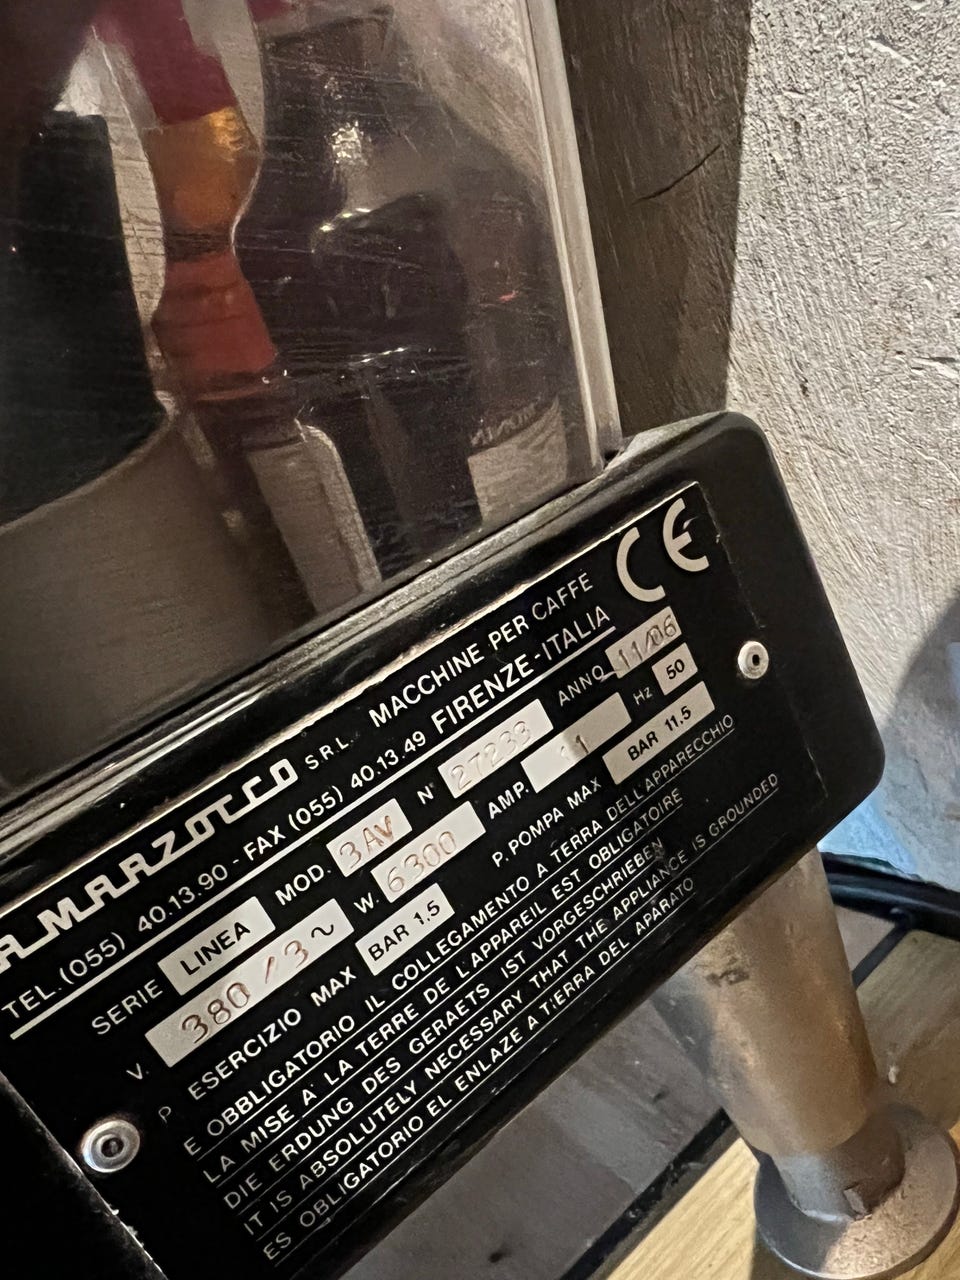 A MARZOCCO S.R.L. MACCHINE PER CAFFÈ CE
TEL.(055) 40.13.90 - FAX (055) 40.13.49 FIRENZE-ITALIA
SERIE LINEA MOD. 3AV N° 27233 ANNO 11/06
V. 380/3~ W. 6300 AMP. 11 Hz 50
P ESERCIZIO MAX BAR 1.5 P. POMPA MAX BAR 11.5
E OBBLIGATORIO IL COLLEGAMENTO A TERRA DELL'APPARECCHIO
LA MISE A' LA TERRE DE L'APPAREIL EST OBLIGATOIRE
DIE ERDUNG DES GERAETS IST VORGESCHRIEBEN
IT IS ABSOLUTELY NECESSARY THAT THE APPLIANCE IS GROUNDED
ES OBLIGATORIO EL ENLAZE A TIERRA DEL APARATO